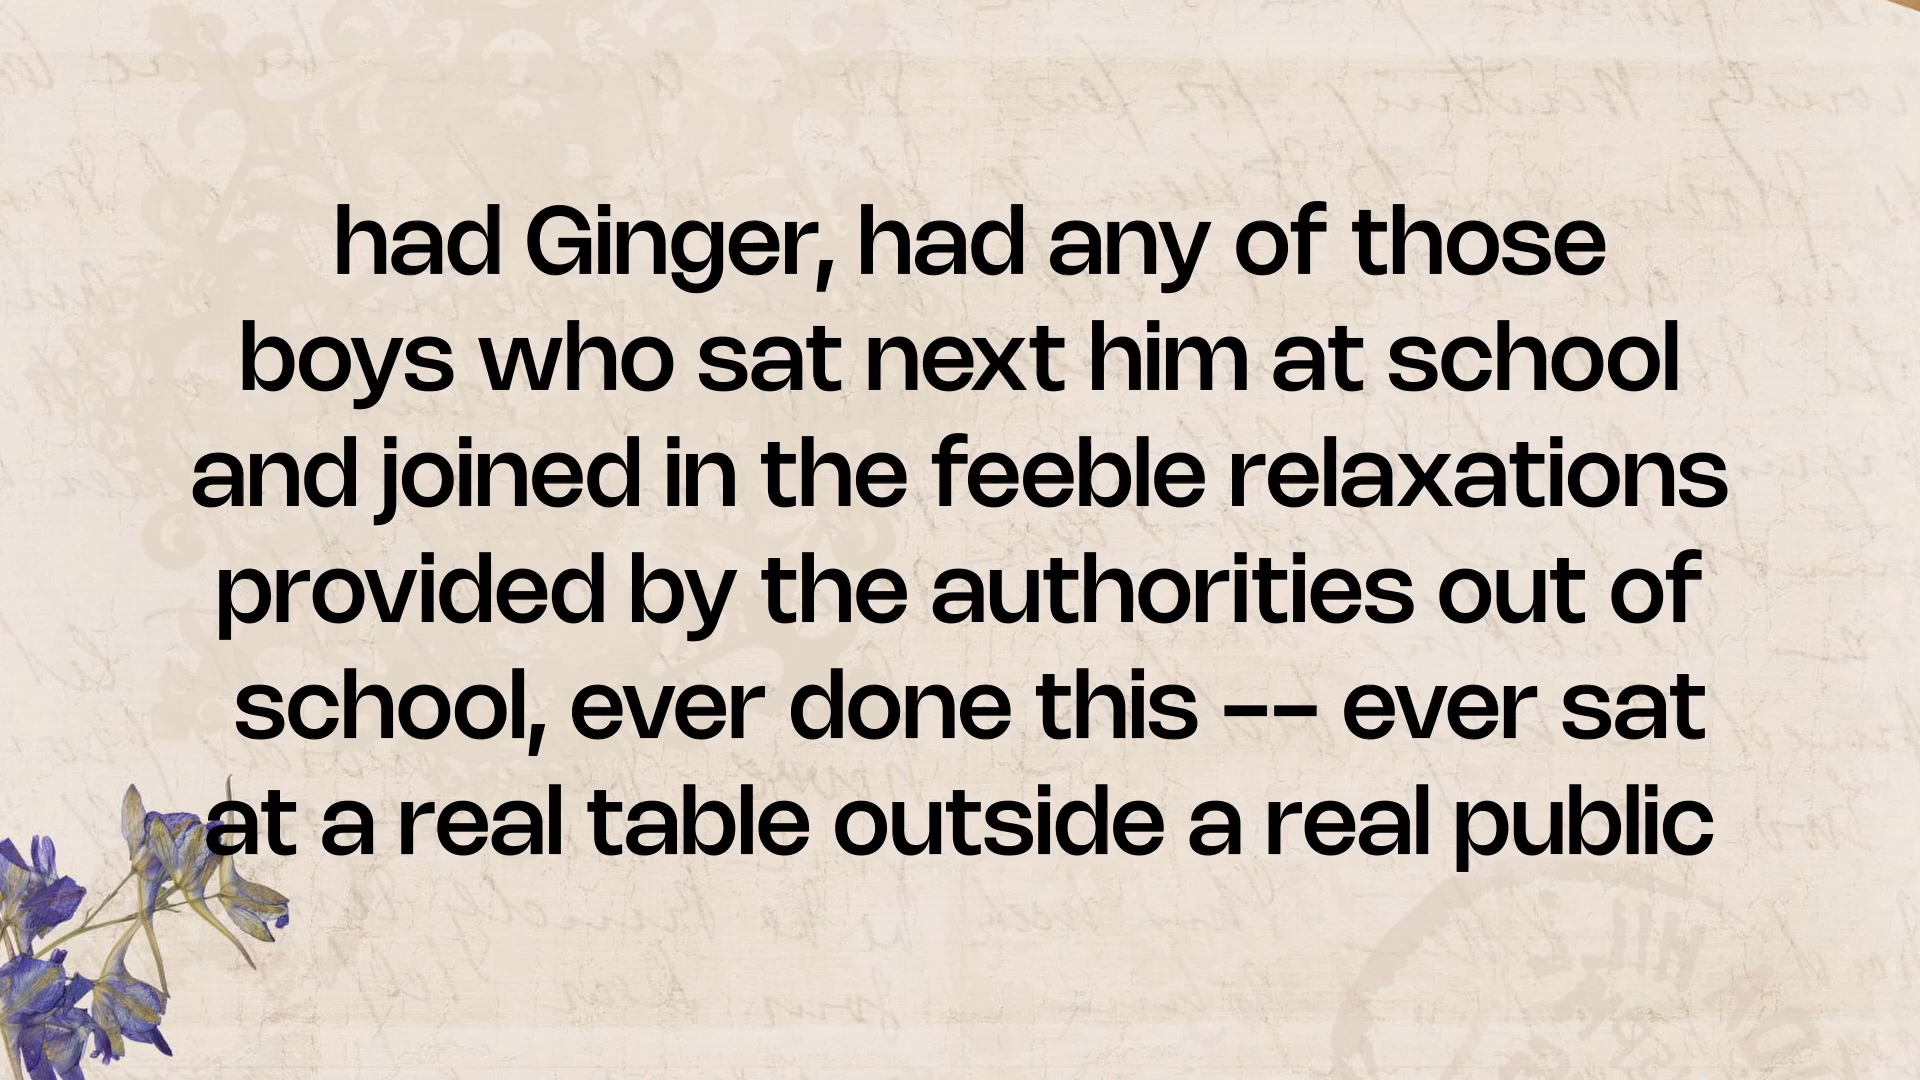 had Ginger, had any of those
boys who sat next him at school
and joined in the feeble relaxations
provided by the authorities out of
school, ever done this -- ever sat
at a real table outside a real public